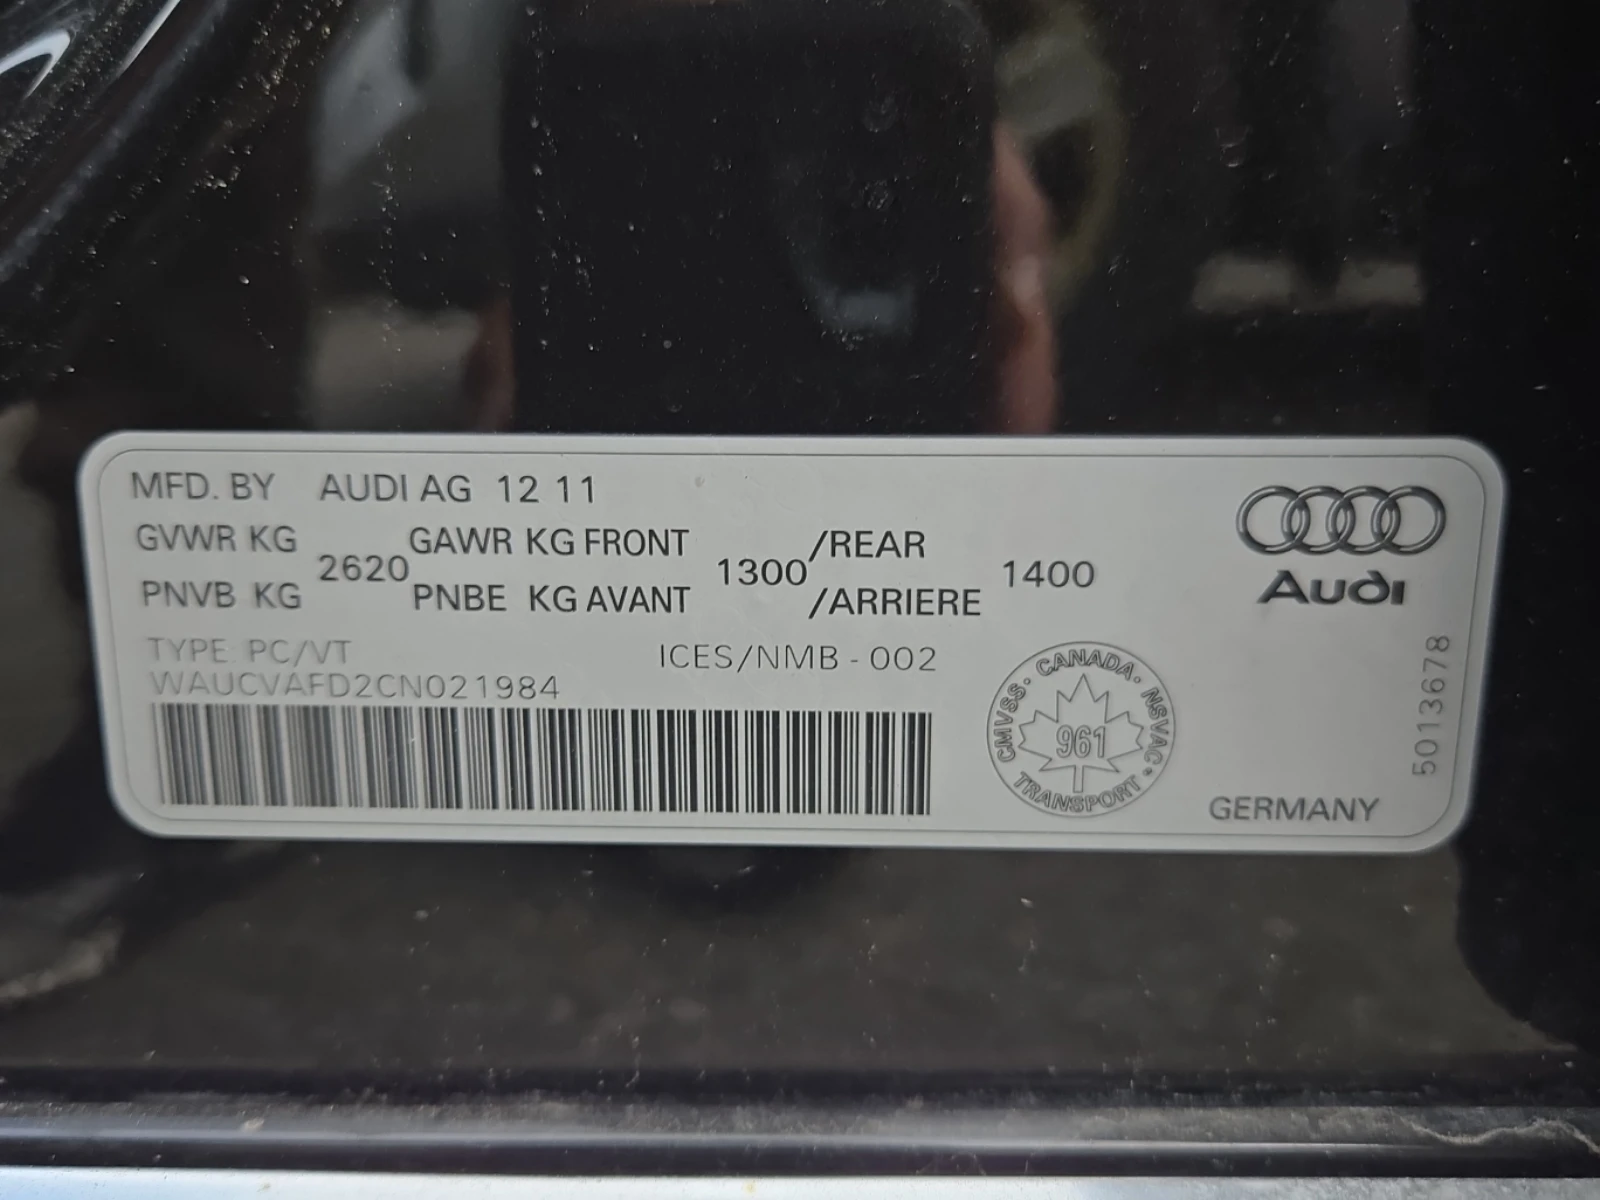 MFD. BY AUDI AG 12 11
GVWR KG 2620 GAWR KG FRONT 1300 /REAR 1400
PNVB KG PNBE KG AVANT /ARRIERE
TYPE: PC/VT ICES/NMB - 002
WAUCVAFD2CN021984
Audi
CANADA · NSVAC · TRANSPORT · CMVSS ·
961
GERMANY
5013678